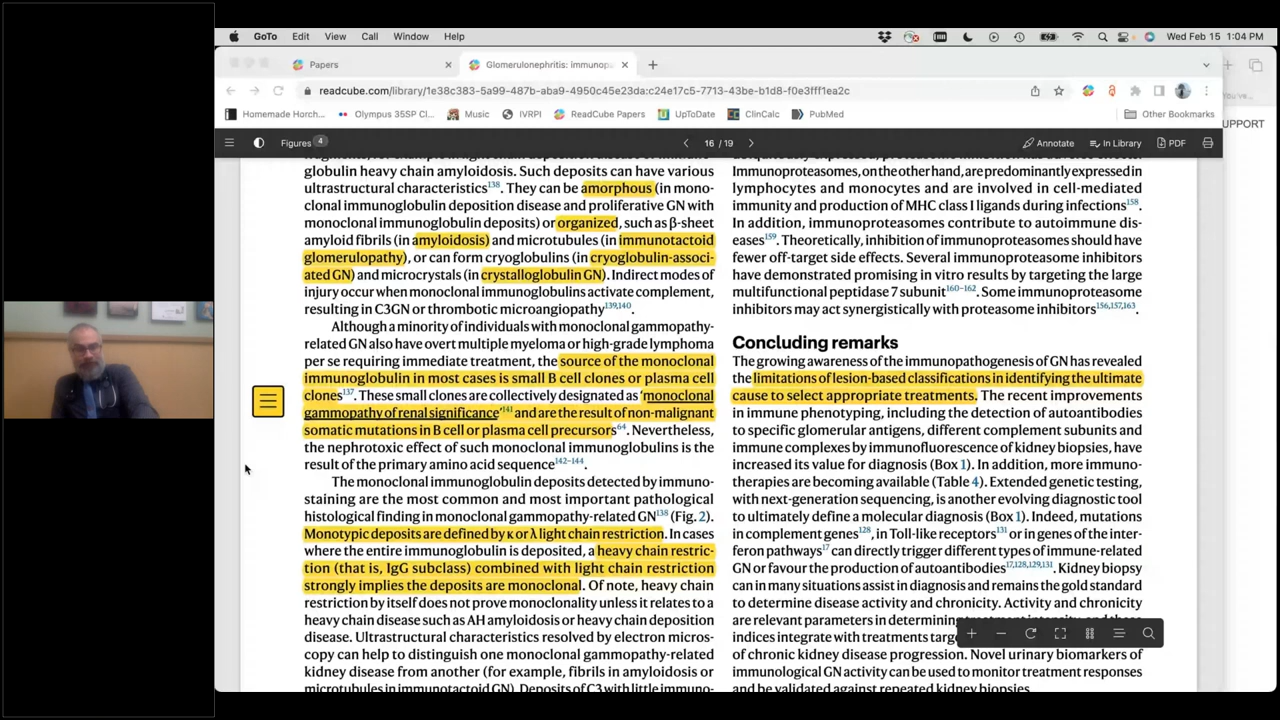 GoTo Edit View Call Window Help Wed Feb 15 1:04 PM
Papers × Glomerulonephritis: immunopa × +
readcube.com/library/1e38c383-5a99-487b-aba9-4950c45e23da:c24e17c5-7713-43be-b1d8-f0e3fff1ea2c
Homemade Horch... Olympus 35SP Cl... Music IVRPI ReadCube Papers UpToDate ClinCalc PubMed Other Bookmarks
UPPORT
Figures 4 16 / 19 Annotate In Library PDF
globulin heavy chain amyloidosis. Such deposits can have various
ultrastructural characteristics138. They can be amorphous (in mono-
clonal immunoglobulin deposition disease and proliferative GN with
monoclonal immunoglobulin deposits) or organized, such as β-sheet
amyloid fibrils (in amyloidosis) and microtubules (in immunotactoid
glomerulopathy), or can form cryoglobulins (in cryoglobulin-associ-
ated GN) and microcrystals (in crystalloglobulin GN). Indirect modes of
injury occur when monoclonal immunoglobulins activate complement,
resulting in C3GN or thrombotic microangiopathy139,140.
Although a minority of individuals with monoclonal gammopathy-
related GN also have overt multiple myeloma or high-grade lymphoma
per se requiring immediate treatment, the source of the monoclonal
immunoglobulin in most cases is small B cell clones or plasma cell
clones137. These small clones are collectively designated as 'monoclonal
gammopathy of renal significance'141 and are the result of non-malignant
somatic mutations in B cell or plasma cell precursors64. Nevertheless,
the nephrotoxic effect of such monoclonal immunoglobulins is the
result of the primary amino acid sequence142–144.
The monoclonal immunoglobulin deposits detected by immuno-
staining are the most common and most important pathological
histological finding in monoclonal gammopathy-related GN138 (Fig. 2).
Monotypic deposits are defined by κ or λ light chain restriction. In cases
where the entire immunoglobulin is deposited, a heavy chain restric-
tion (that is, IgG subclass) combined with light chain restriction
strongly implies the deposits are monoclonal. Of note, heavy chain
restriction by itself does not prove monoclonality unless it relates to a
heavy chain disease such as AH amyloidosis or heavy chain deposition
disease. Ultrastructural characteristics resolved by electron micros-
copy can help to distinguish one monoclonal gammopathy-related
kidney disease from another (for example, fibrils in amyloidosis or
microtubules in immunotactoid GN). Deposits of C3 with little immuno-
Immunoproteasomes, on the other hand, are predominantly expressed in
lymphocytes and monocytes and are involved in cell-mediated
immunity and production of MHC class I ligands during infections158.
In addition, immunoproteasomes contribute to autoimmune dis-
eases159. Theoretically, inhibition of immunoproteasomes should have
fewer off-target side effects. Several immunoproteasome inhibitors
have demonstrated promising in vitro results by targeting the large
multifunctional peptidase 7 subunit160–162. Some immunoproteasome
inhibitors may act synergistically with proteasome inhibitors156,157,163.
Concluding remarks
The growing awareness of the immunopathogenesis of GN has revealed
the limitations of lesion-based classifications in identifying the ultimate
cause to select appropriate treatments. The recent improvements
in immune phenotyping, including the detection of autoantibodies
to specific glomerular antigens, different complement subunits and
immune complexes by immunofluorescence of kidney biopsies, have
increased its value for diagnosis (Box 1). In addition, more immuno-
therapies are becoming available (Table 4). Extended genetic testing,
with next-generation sequencing, is another evolving diagnostic tool
to ultimately define a molecular diagnosis (Box 1). Indeed, mutations
in complement genes128, in Toll-like receptors131 or in genes of the inter-
feron pathways17 can directly trigger different types of immune-related
GN or favour the production of autoantibodies17,128,129,131. Kidney biopsy
can in many situations assist in diagnosis and remains the gold standard
to determine disease activity and chronicity. Activity and chronicity
are relevant parameters in determining
indices integrate with treatments targe
of chronic kidney disease progression. Novel urinary biomarkers of
immunological GN activity can be used to monitor treatment responses
and be validated against repeated kidney biopsies.